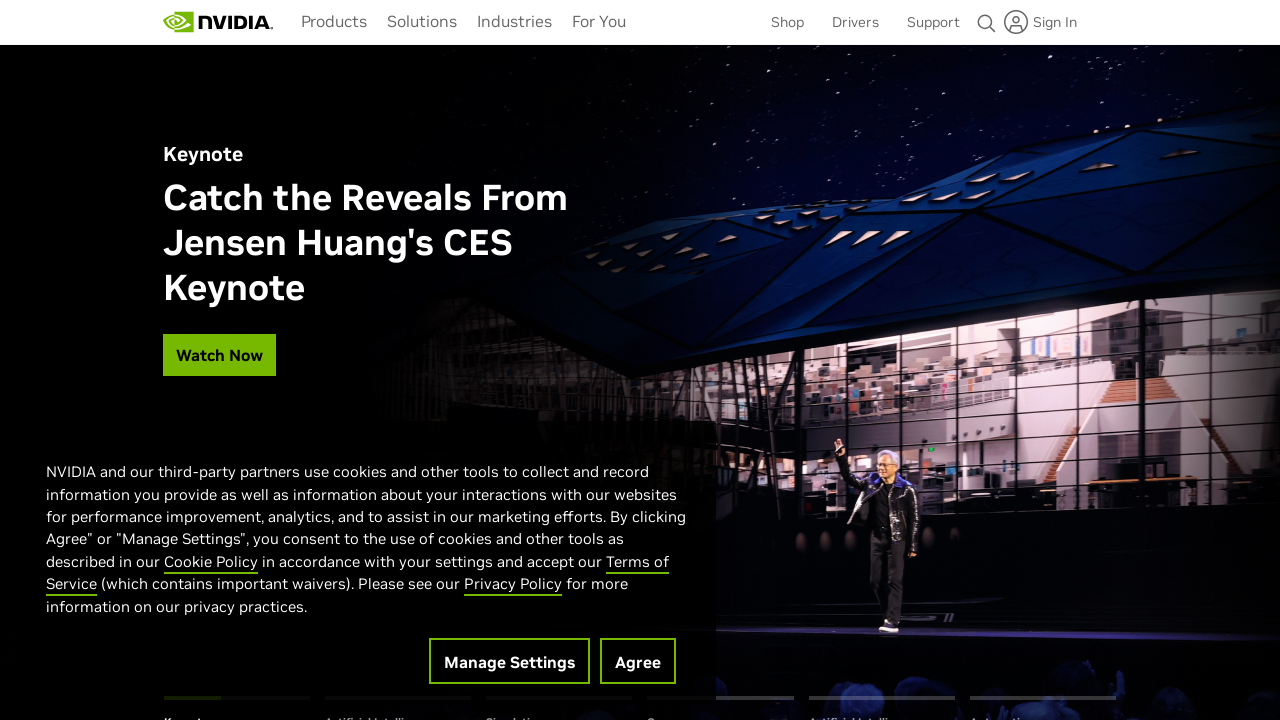 NVIDIA
Products
Solutions
Industries
For You
Shop
Drivers
Support
Sign In
Keynote
Catch the Reveals From
Jensen Huang's CES
Keynote
Watch Now
NVIDIA and our third-party partners use cookies and other tools to collect and record
information you provide as well as information about your interactions with our websites
for performance improvement, analytics, and to assist in our marketing efforts. By clicking
Agree" or "Manage Settings", you consent to the use of cookies and other tools as
described in our Cookie Policy in accordance with your settings and accept our Terms of
Service (which contains important waivers). Please see our Privacy Policy for more
information on our privacy practices.
Manage Settings
Agree